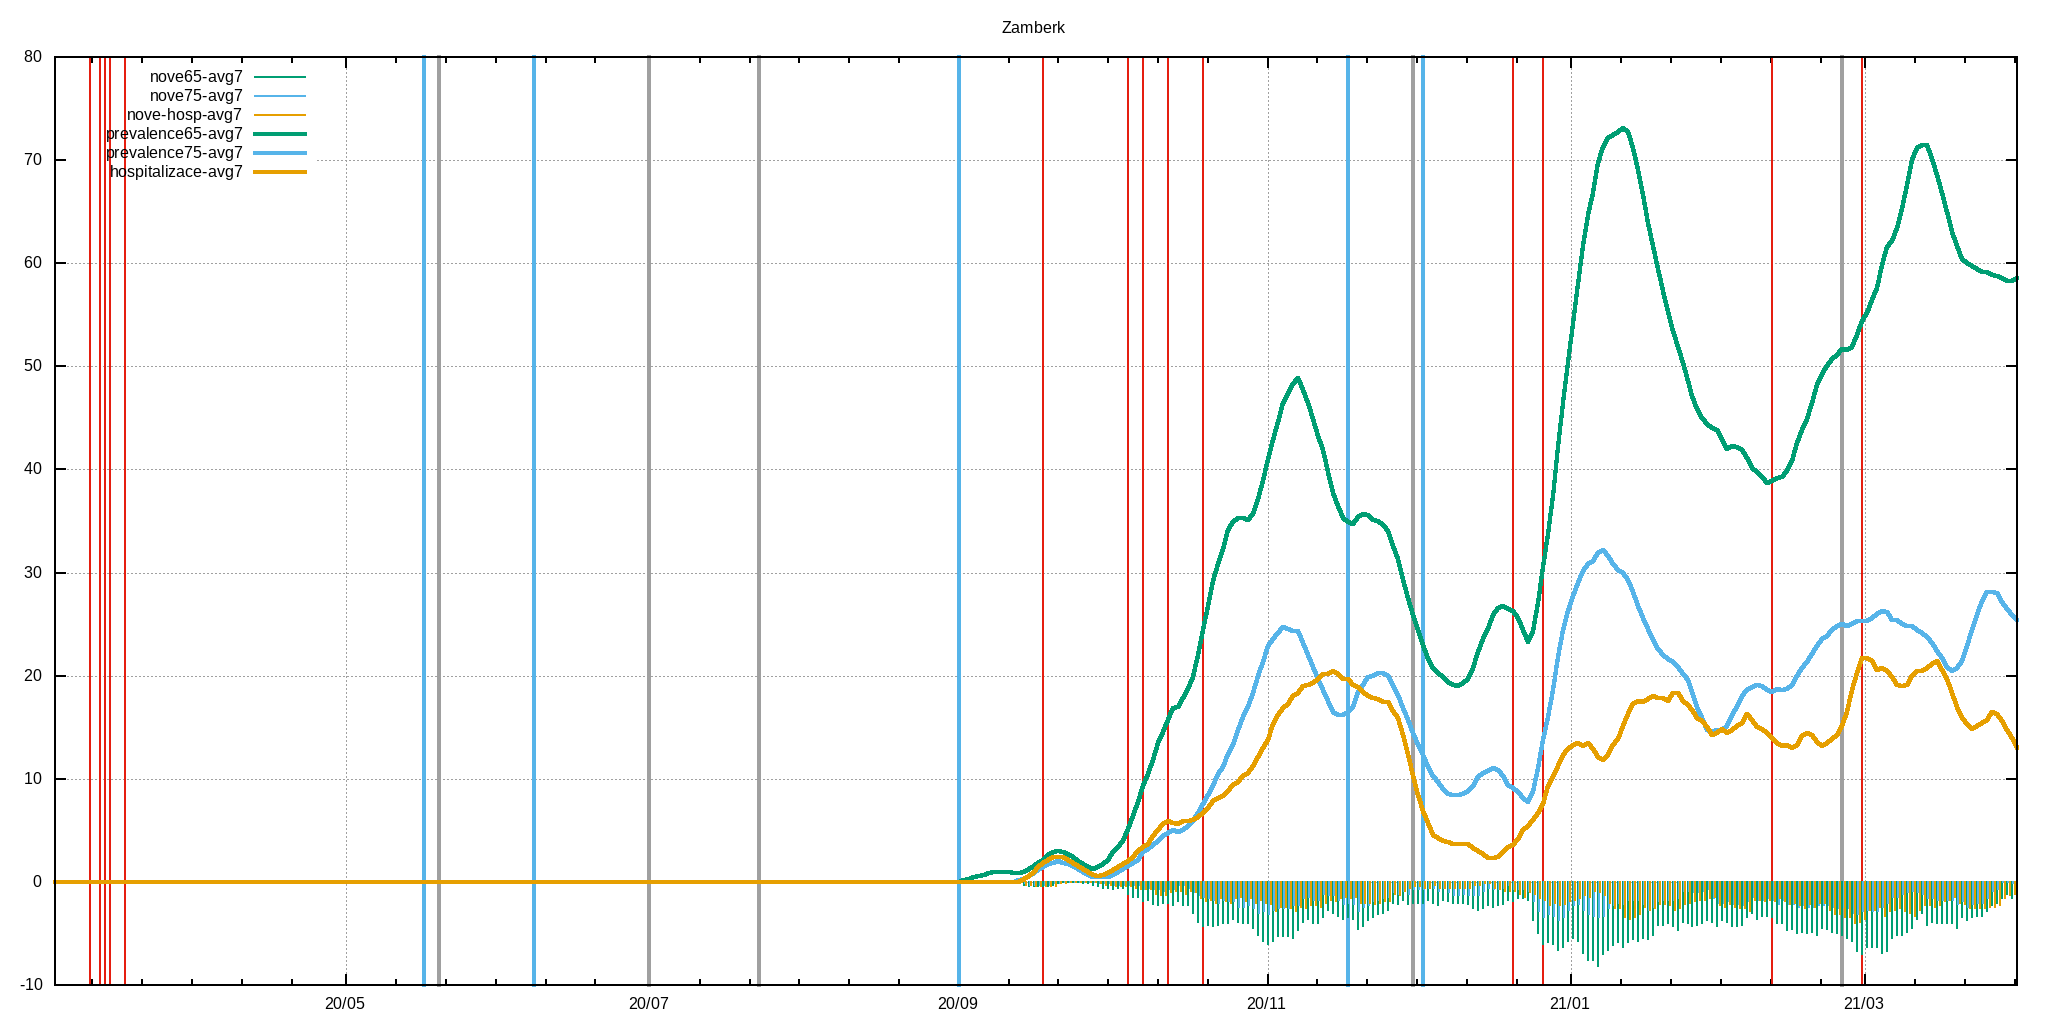 Zamberk
80
nove65-avg7
nove75-avg7
nove-hosp-avg7
prevalence65-avg7
prevalence75-avg7
hospitalizace-avg7
70
60
50
40
30
20
10
0
-10
20/05 20/07 20/09 20/11 21/01 21/03